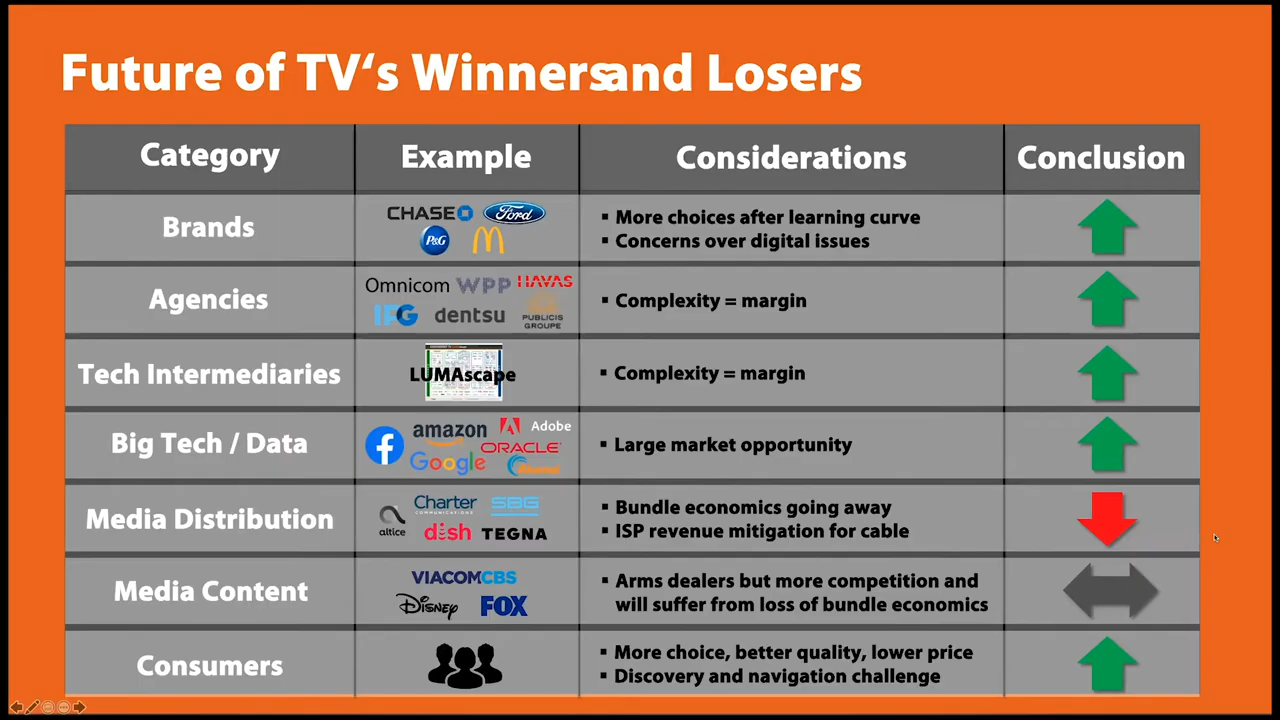 Future of TV‘s Winners and Losers
Category
Example
Considerations
Conclusion
Brands
CHASE
Ford
P&G
▪ More choices after learning curve
▪ Concerns over digital issues
Agencies
Omnicom
WPP
HAVAS
IPG
dentsu
PUBLICIS
GROUPE
▪ Complexity = margin
Tech Intermediaries
LUMAscape
▪ Complexity = margin
Big Tech / Data
amazon
Adobe
ORACLE
Google
▪ Large market opportunity
Media Distribution
altice
Charter
COMMUNICATIONS
SBG
dish
TEGNA
▪ Bundle economics going away
▪ ISP revenue mitigation for cable
Media Content
VIACOMCBS
Disney
FOX
▪ Arms dealers but more competition and
will suffer from loss of bundle economics
Consumers
▪ More choice, better quality, lower price
▪ Discovery and navigation challenge